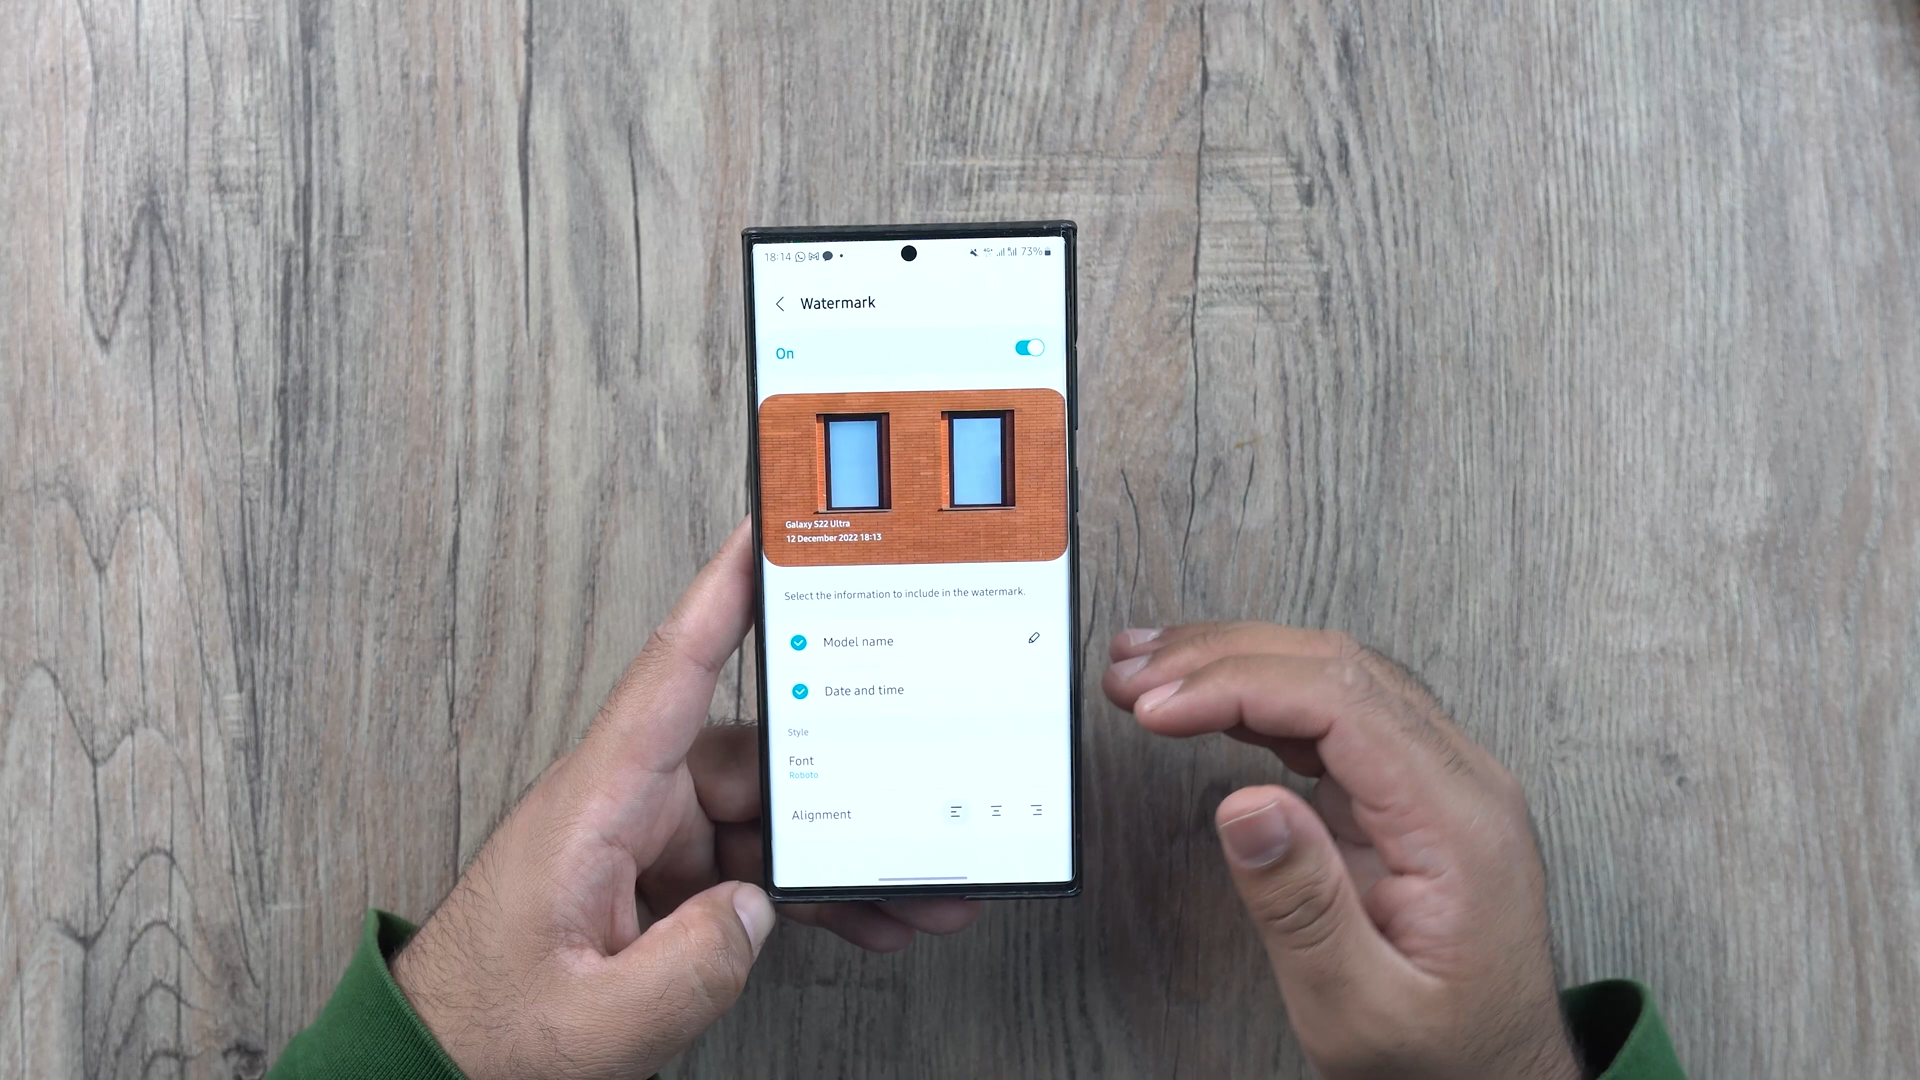 18:14
73%
Watermark
On
Galaxy S22 Ultra
12 December 2022 18:13
Select the information to include in the watermark.
Model name
Date and time
Style
Font
Roboto
Alignment